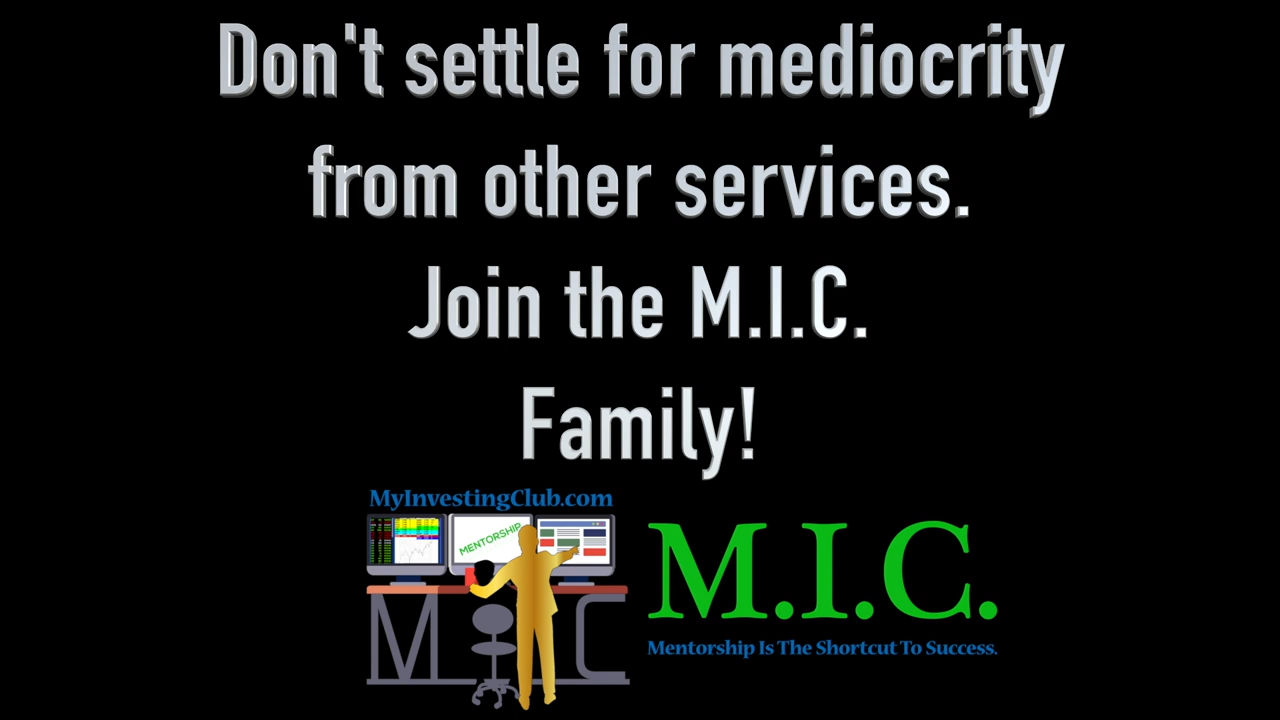 Don't settle for mediocrity
from other services.
Join the M.I.C.
Family!
MyInvestingClub.com
MENTORSHIP
MIC
M.I.C.
Mentorship Is The Shortcut To Success.